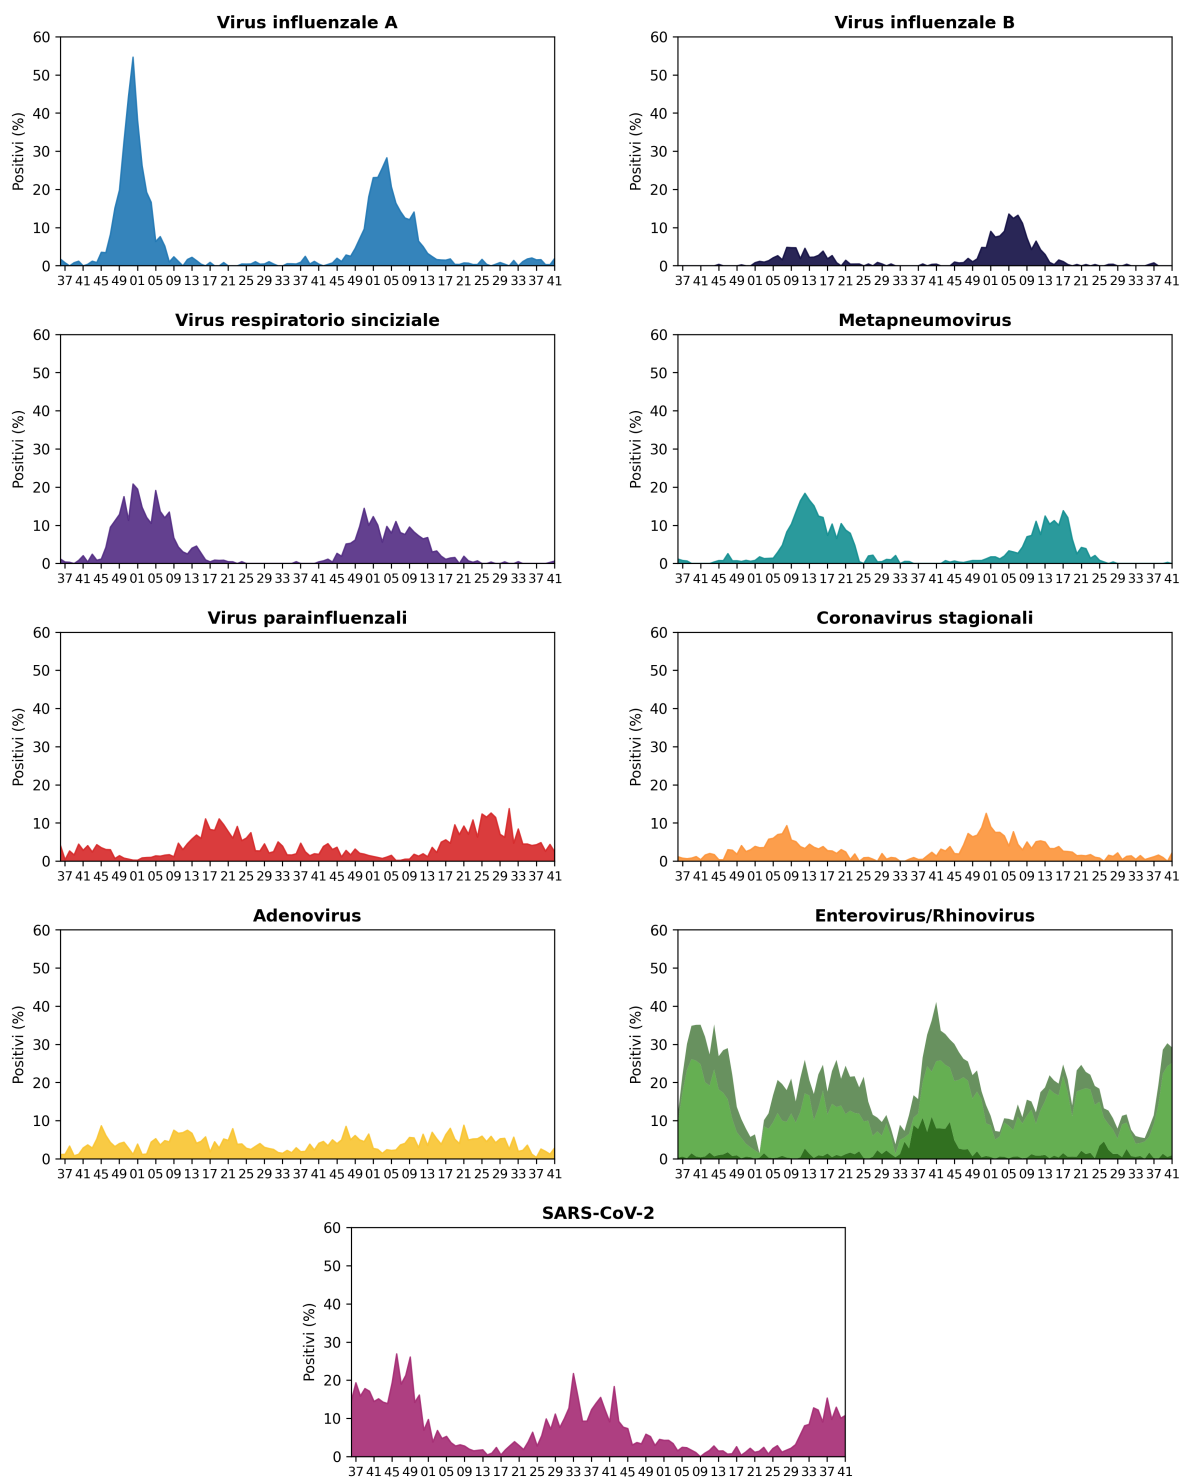 Virus influenzale A
Positivi (%)
60
50
40
30
20
10
0
37 41 45 49 01 05 09 13 17 21 25 29 33 37 41 45 49 01 05 09 13 17 21 25 29 33 37 41
Virus influenzale B
Positivi (%)
60
50
40
30
20
10
0
37 41 45 49 01 05 09 13 17 21 25 29 33 37 41 45 49 01 05 09 13 17 21 25 29 33 37 41
Virus respiratorio sinciziale
Positivi (%)
60
50
40
30
20
10
0
37 41 45 49 01 05 09 13 17 21 25 29 33 37 41 45 49 01 05 09 13 17 21 25 29 33 37 41
Metapneumovirus
Positivi (%)
60
50
40
30
20
10
0
37 41 45 49 01 05 09 13 17 21 25 29 33 37 41 45 49 01 05 09 13 17 21 25 29 33 37 41
Virus parainfluenzali
Positivi (%)
60
50
40
30
20
10
0
37 41 45 49 01 05 09 13 17 21 25 29 33 37 41 45 49 01 05 09 13 17 21 25 29 33 37 41
Coronavirus stagionali
Positivi (%)
60
50
40
30
20
10
0
37 41 45 49 01 05 09 13 17 21 25 29 33 37 41 45 49 01 05 09 13 17 21 25 29 33 37 41
Adenovirus
Positivi (%)
60
50
40
30
20
10
0
37 41 45 49 01 05 09 13 17 21 25 29 33 37 41 45 49 01 05 09 13 17 21 25 29 33 37 41
Enterovirus/Rhinovirus
Positivi (%)
60
50
40
30
20
10
0
37 41 45 49 01 05 09 13 17 21 25 29 33 37 41 45 49 01 05 09 13 17 21 25 29 33 37 41
SARS-CoV-2
Positivi (%)
60
50
40
30
20
10
0
37 41 45 49 01 05 09 13 17 21 25 29 33 37 41 45 49 01 05 09 13 17 21 25 29 33 37 41